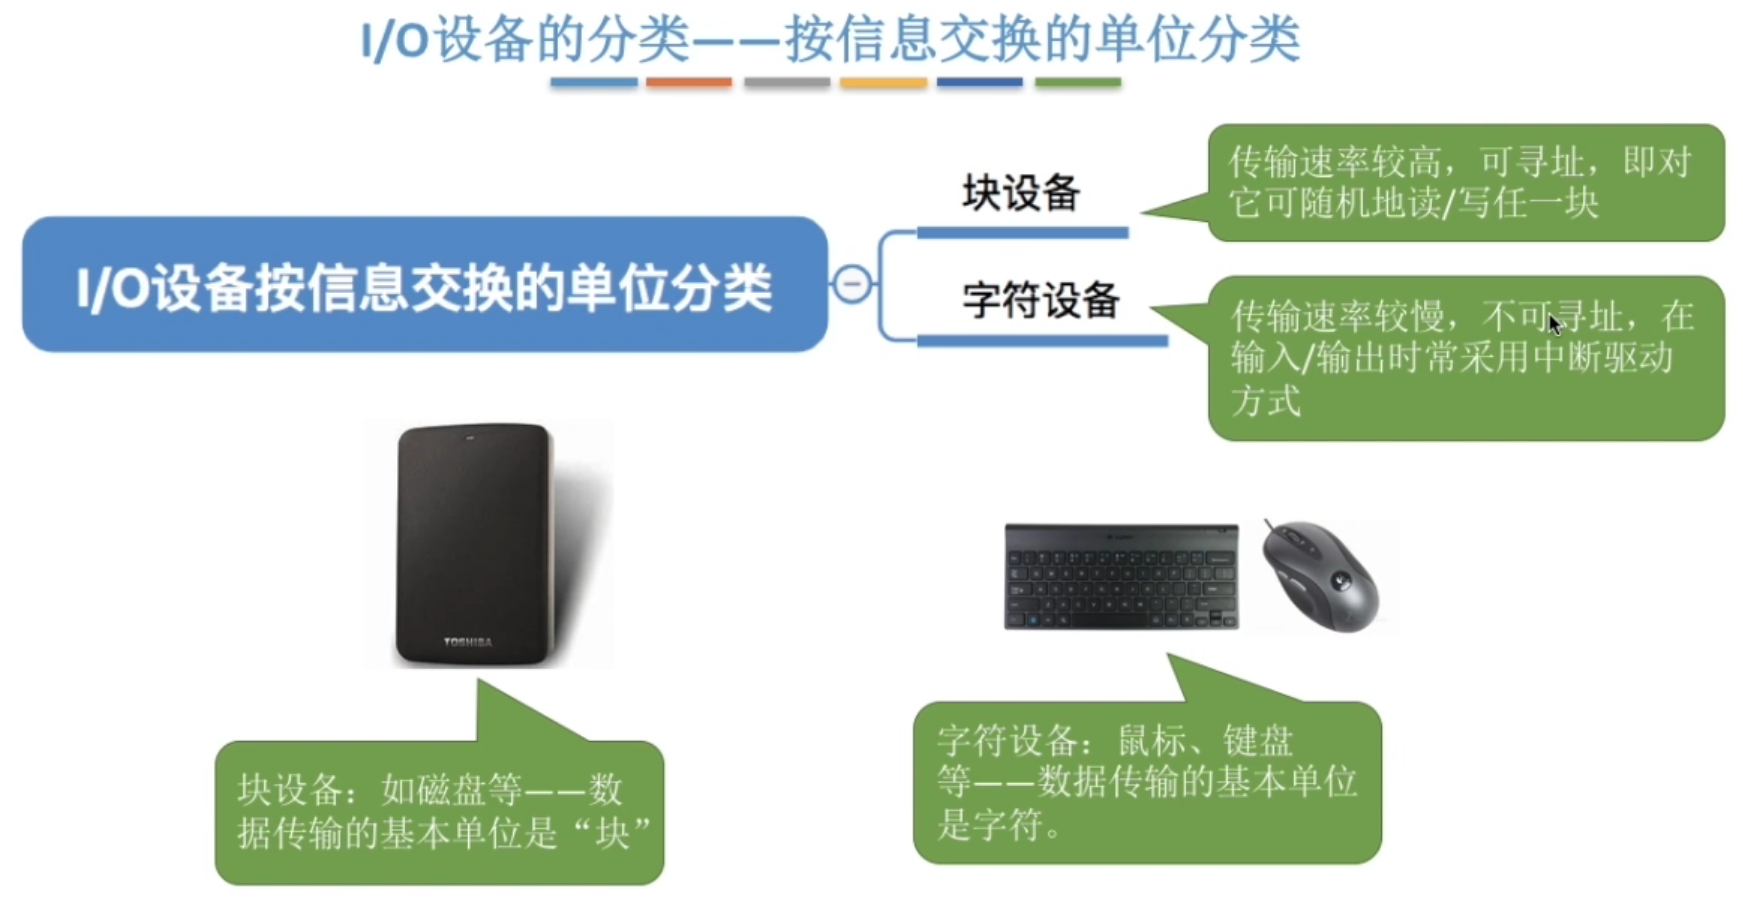 I/O设备的分类——按信息交换的单位分类
块设备
传输速率较高，可寻址，即对
它可随机地读/写任一块
I/O设备按信息交换的单位分类
字符设备
传输速率较慢，不可寻址，在
输入/输出时常采用中断驱动
方式
TOSHIBA
块设备：如磁盘等——数
据传输的基本单位是“块”
字符设备：鼠标、键盘
等——数据传输的基本单位
是字符。